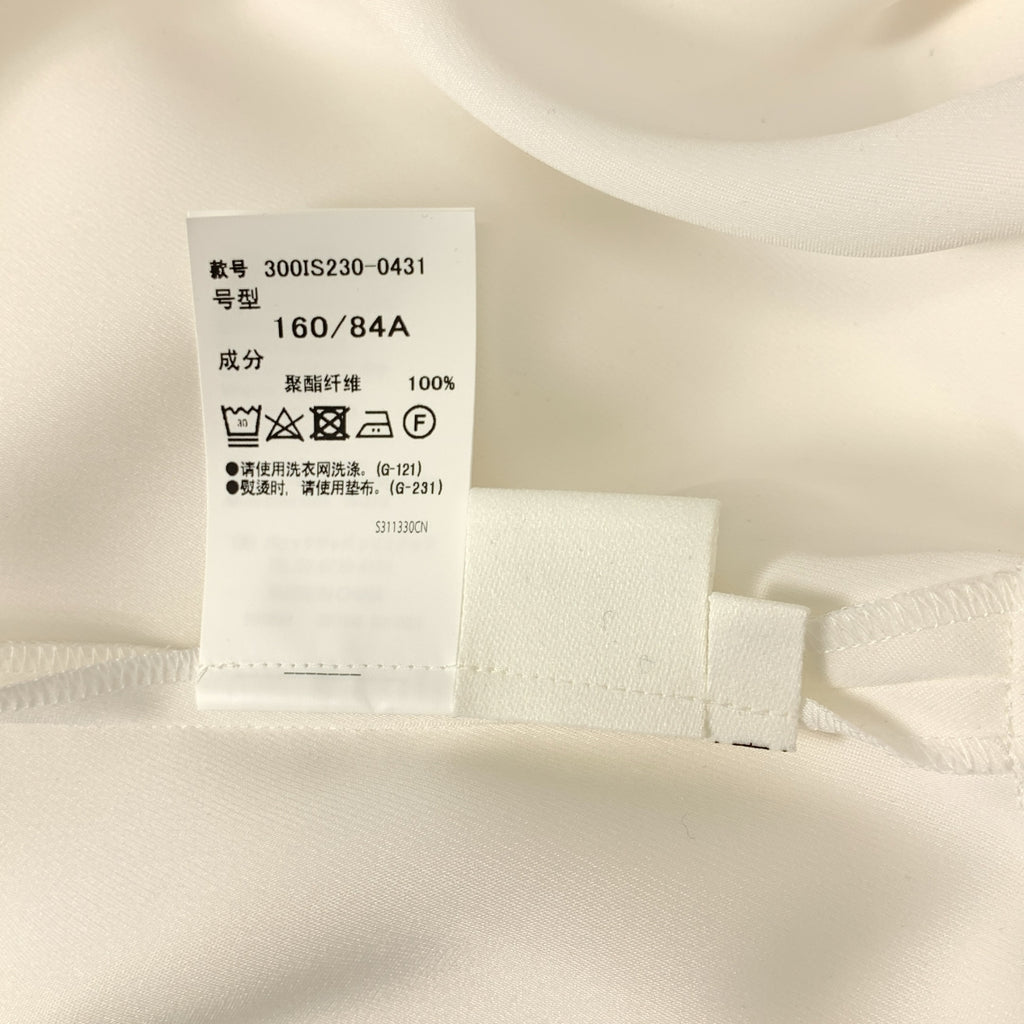 款号 300IS230-0431
号型
160/84A
成分
聚酯纤维 100%
30 F
●请使用洗衣网洗涤。(G-121)
●熨烫时, 请使用垫布。(G-231)
S311330CN